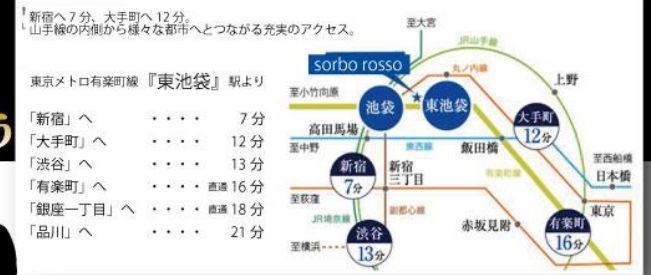 新宿へ7分、大手町へ12分。
山手線の内側から様々な都市へとつながる充実のアクセス。
東京メトロ有楽町線『東池袋』駅より
「新宿」へ ・・・・ 7分
「大手町」へ ・・・・ 12分
「渋谷」へ ・・・・ 13分
「有楽町」へ ・・・・ 直通 16分
「銀座一丁目」へ ・・・・ 直通 18分
「品川」へ ・・・・ 21分
至大宮
JR山手線
sorbo rosso
丸ノ内線
上野
至小竹向原
池袋
東池袋
大手町
12分
高田馬場
至中野
東西線
飯田橋
至西船橋
日本橋
新宿
7分
新宿
三丁目
有楽町線
至荻窪
副都心線
JR埼京線
東京
赤坂見附
有楽町
16分
渋谷
13分
至横浜